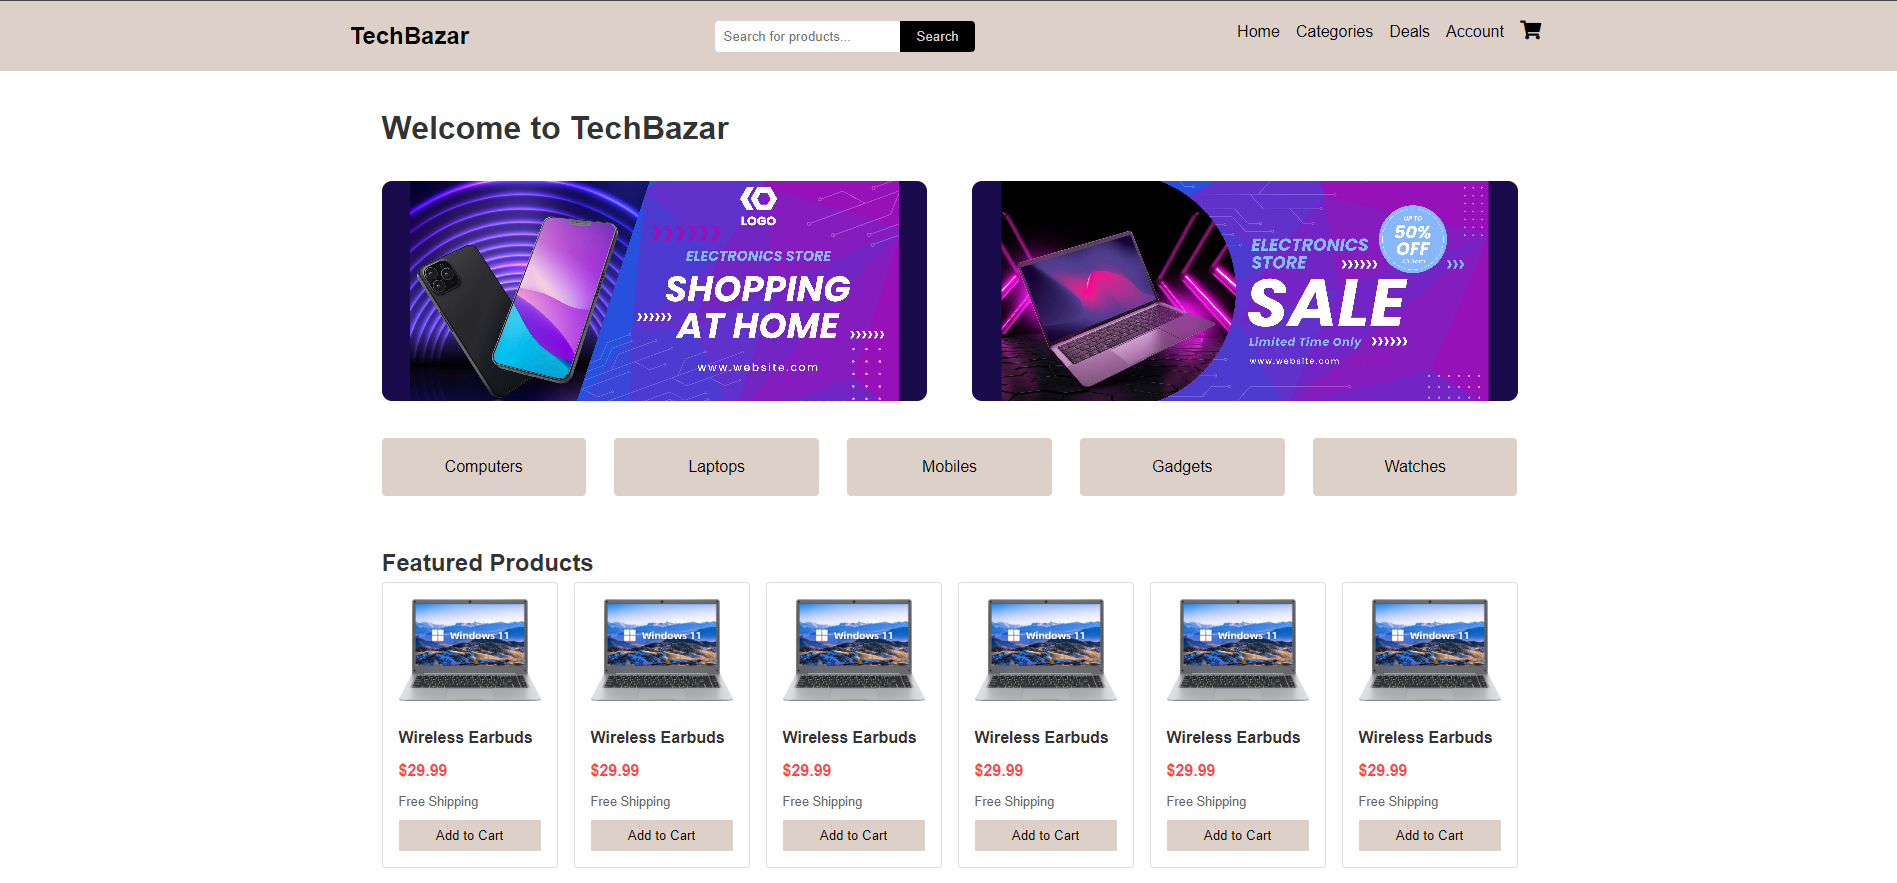 TechBazar
Search for products...
Search
Home
Categories
Deals
Account
Welcome to TechBazar
LOGO
ELECTRONICS STORE
SHOPPING
AT HOME
www.website.com
ELECTRONICS
STORE
UP TO
50%
OFF
SALE
Limited Time Only
www.website.com
Computers
Laptops
Mobiles
Gadgets
Watches
Featured Products
Windows 11
Windows 11
Windows 11
Windows 11
Windows 11
Windows 11
Wireless Earbuds
Wireless Earbuds
Wireless Earbuds
Wireless Earbuds
Wireless Earbuds
Wireless Earbuds
$29.99
$29.99
$29.99
$29.99
$29.99
$29.99
Free Shipping
Free Shipping
Free Shipping
Free Shipping
Free Shipping
Free Shipping
Add to Cart
Add to Cart
Add to Cart
Add to Cart
Add to Cart
Add to Cart